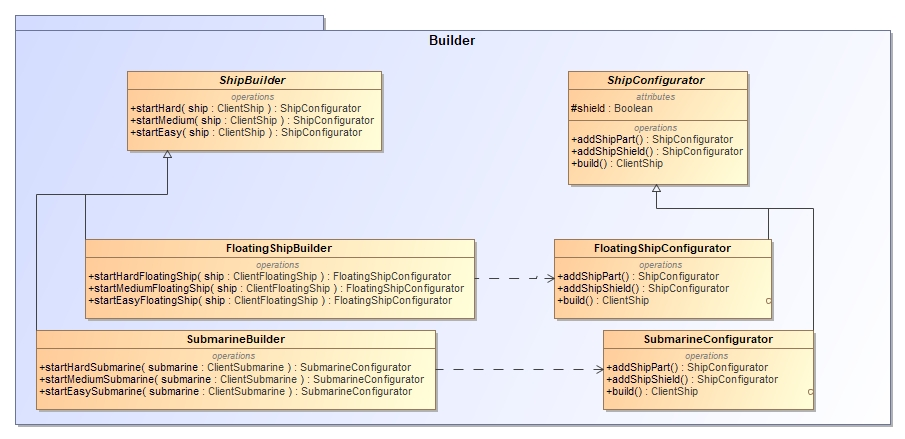 Builder
ShipBuilder
operations
+startHard( ship : ClientShip ) : ShipConfigurator
+startMedium( ship : ClientShip ) : ShipConfigurator
+startEasy( ship : ClientShip ) : ShipConfigurator
ShipConfigurator
attributes
#shield : Boolean
operations
+addShipPart() : ShipConfigurator
+addShipShield() : ShipConfigurator
+build() : ClientShip
FloatingShipBuilder
operations
+startHardFloatingShip( ship : ClientFloatingShip ) : FloatingShipConfigurator
+startMediumFloatingShip( ship : ClientFloatingShip ) : FloatingShipConfigurator
+startEasyFloatingShip( ship : ClientFloatingShip ) : FloatingShipConfigurator
FloatingShipConfigurator
operations
+addShipPart() : ShipConfigurator
+addShipShield() : ShipConfigurator
+build() : ClientShip
SubmarineBuilder
operations
+startHardSubmarine( submarine : ClientSubmarine ) : SubmarineConfigurator
+startMediumSubmarine( submarine : ClientSubmarine ) : SubmarineConfigurator
+startEasySubmarine( submarine : ClientSubmarine ) : SubmarineConfigurator
SubmarineConfigurator
operations
+addShipPart() : ShipConfigurator
+addShipShield() : ShipConfigurator
+build() : ClientShip